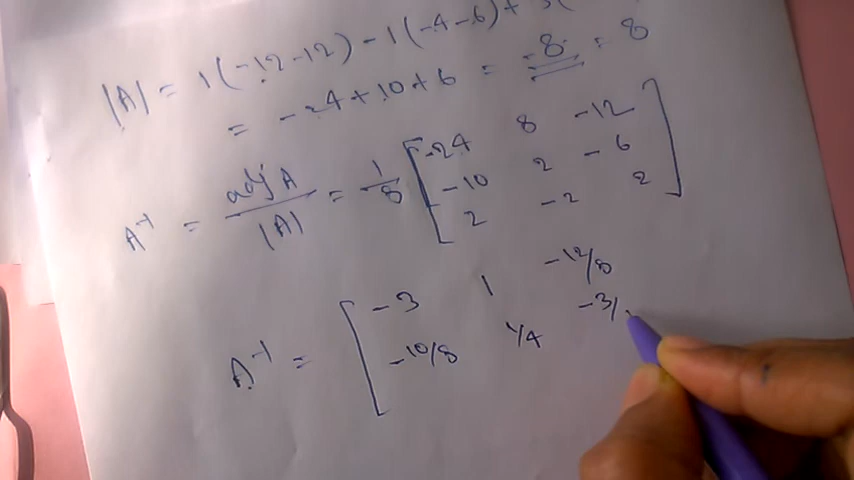 |A| = 1(-12-12) - 1(-4-6) +
= -24+10+6 = -8 = 8
A⁻¹ = adj A / |A| = 1/8 [ -24 8 -12
-10 2 -6
2 -2 2 ]
A⁻¹ = [ -3 1 -12/8
-10/8 1/4 -3/